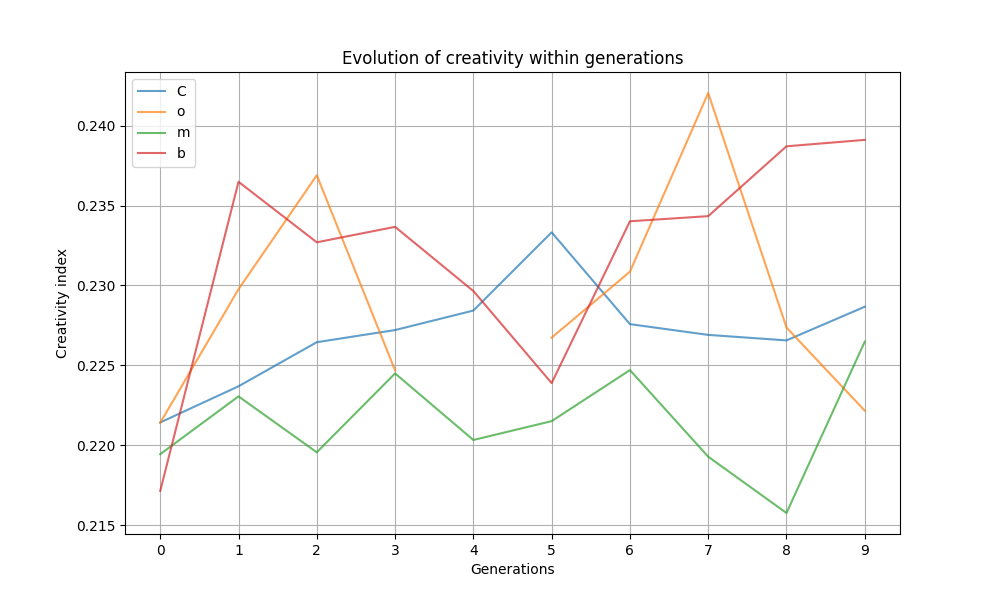 Evolution of creativity within generations
C
o
m
b
0.240
0.235
0.230
0.225
0.220
0.215
Creativity index
0 1 2 3 4 5 6 7 8 9
Generations